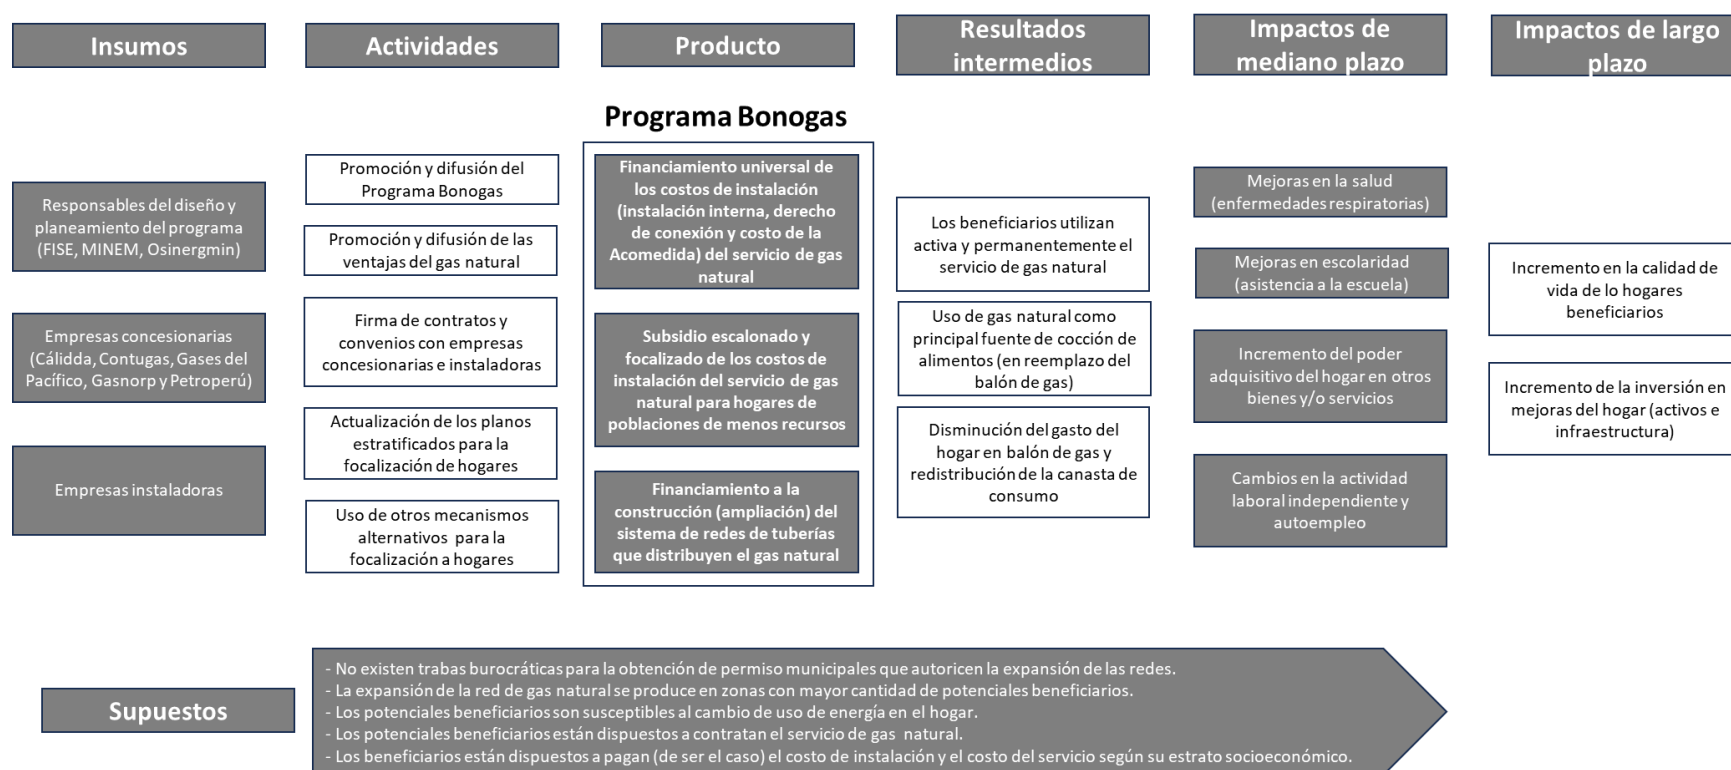 Insumos
Actividades
Producto
Resultados
intermedios
Impactos de
mediano plazo
Impactos de largo
plazo
Programa Bonogas
Responsables del diseño y
planeamiento del programa
(FISE, MINEM, Osinergmin)
Empresas concesionarias
(Cálidda, Contugas, Gases del
Pacífico, Gasnorp y Petroperú)
Empresas instaladoras
Promoción y difusión del
Programa Bonogas
Promoción y difusión de las
ventajas del gas natural
Firma de contratos y
convenios con empresas
concesionarias e instaladoras
Actualización de los planos
estratificados para la
focalización de hogares
Uso de otros mecanismos
alternativos para la
focalización a hogares
Financiamiento universal de
los costos de instalación
(instalación interna, derecho
de conexión y costo de la
Acomedida) del servicio de gas
natural
Subsidio escalonado y
focalizado de los costos de
instalación del servicio de gas
natural para hogares de
poblaciones de menos recursos
Financiamiento a la
construcción (ampliación) del
sistema de redes de tuberías
que distribuyen el gas natural
Los beneficiarios utilizan
activa y permanentemente el
servicio de gas natural
Uso de gas natural como
principal fuente de cocción de
alimentos (en reemplazo del
balón de gas)
Disminución del gasto del
hogar en balón de gas y
redistribución de la canasta de
consumo
Mejoras en la salud
(enfermedades respiratorias)
Mejoras en escolaridad
(asistencia a la escuela)
Incremento del poder
adquisitivo del hogar en otros
bienes y/o servicios
Cambios en la actividad
laboral independiente y
autoempleo
Incremento en la calidad de
vida de lo hogares
beneficiarios
Incremento de la inversión en
mejoras del hogar (activos e
infraestructura)
Supuestos
- No existen trabas burocráticas para la obtención de permiso municipales que autoricen la expansión de las redes.
- La expansión de la red de gas natural se produce en zonas con mayor cantidad de potenciales beneficiarios.
- Los potenciales beneficiarios son susceptibles al cambio de uso de energía en el hogar.
- Los potenciales beneficiarios están dispuestos a contratan el servicio de gas natural.
- Los beneficiarios están dispuestos a pagan (de ser el caso) el costo de instalación y el costo del servicio según su estrato socioeconómico.